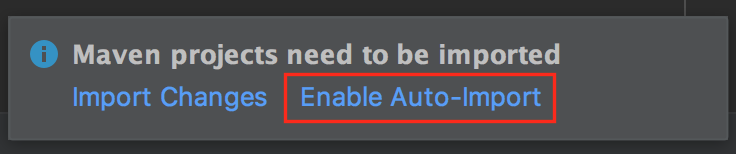 Maven projects need to be imported
Import Changes Enable Auto-Import